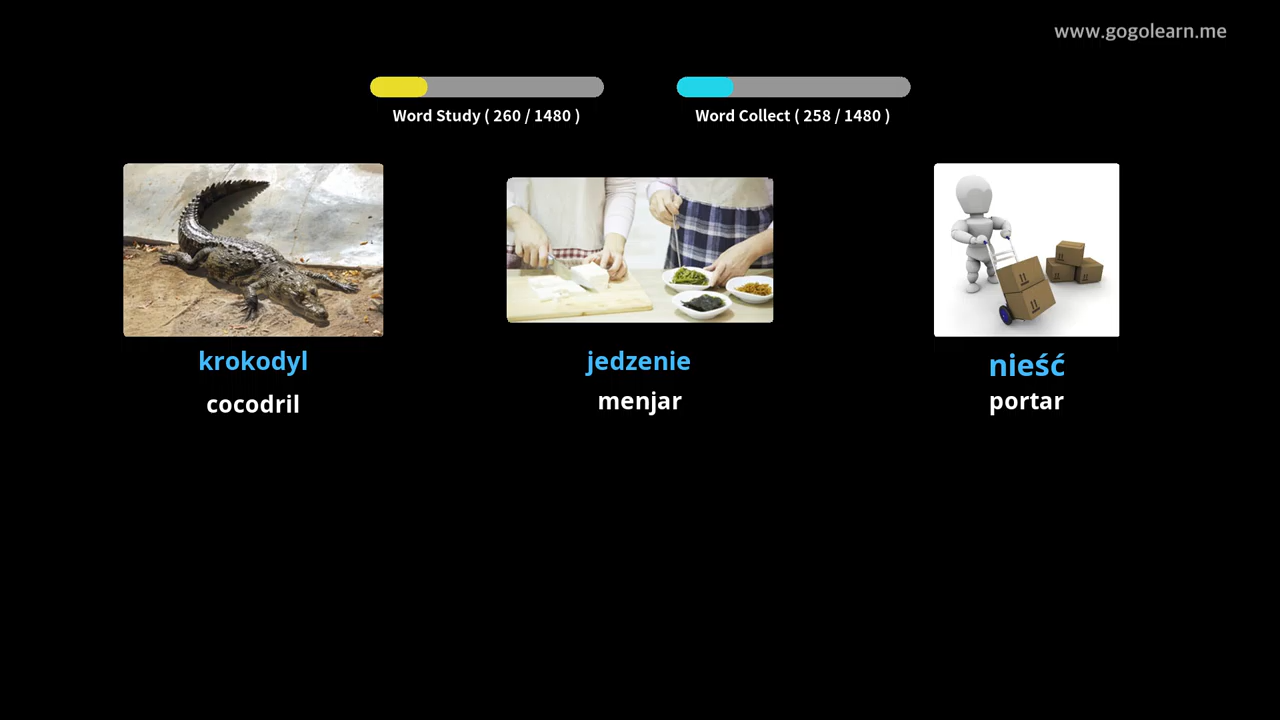 www.gogolearn.me
Word Study ( 260 / 1480 )
Word Collect ( 258 / 1480 )
krokodyl
jedzenie
nieść
cocodril
menjar
portar